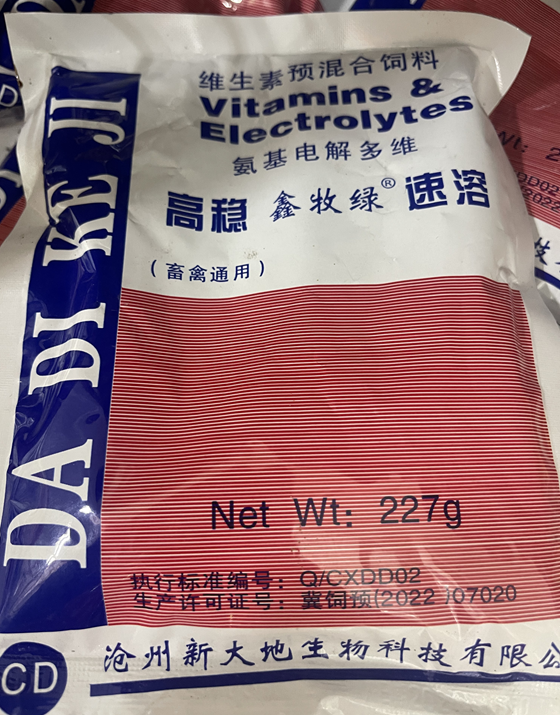 DA DI KE JI
维生素预混合饲料
Vitamins &
Electrolytes
氨基电解多维
高稳 鑫牧绿® 速溶
(畜禽通用)
Net Wt: 227g
执行标准编号: Q/CXDD02
生产许可证号: 冀饲预(2022)07020
CD
沧州新大地生物科技有限公